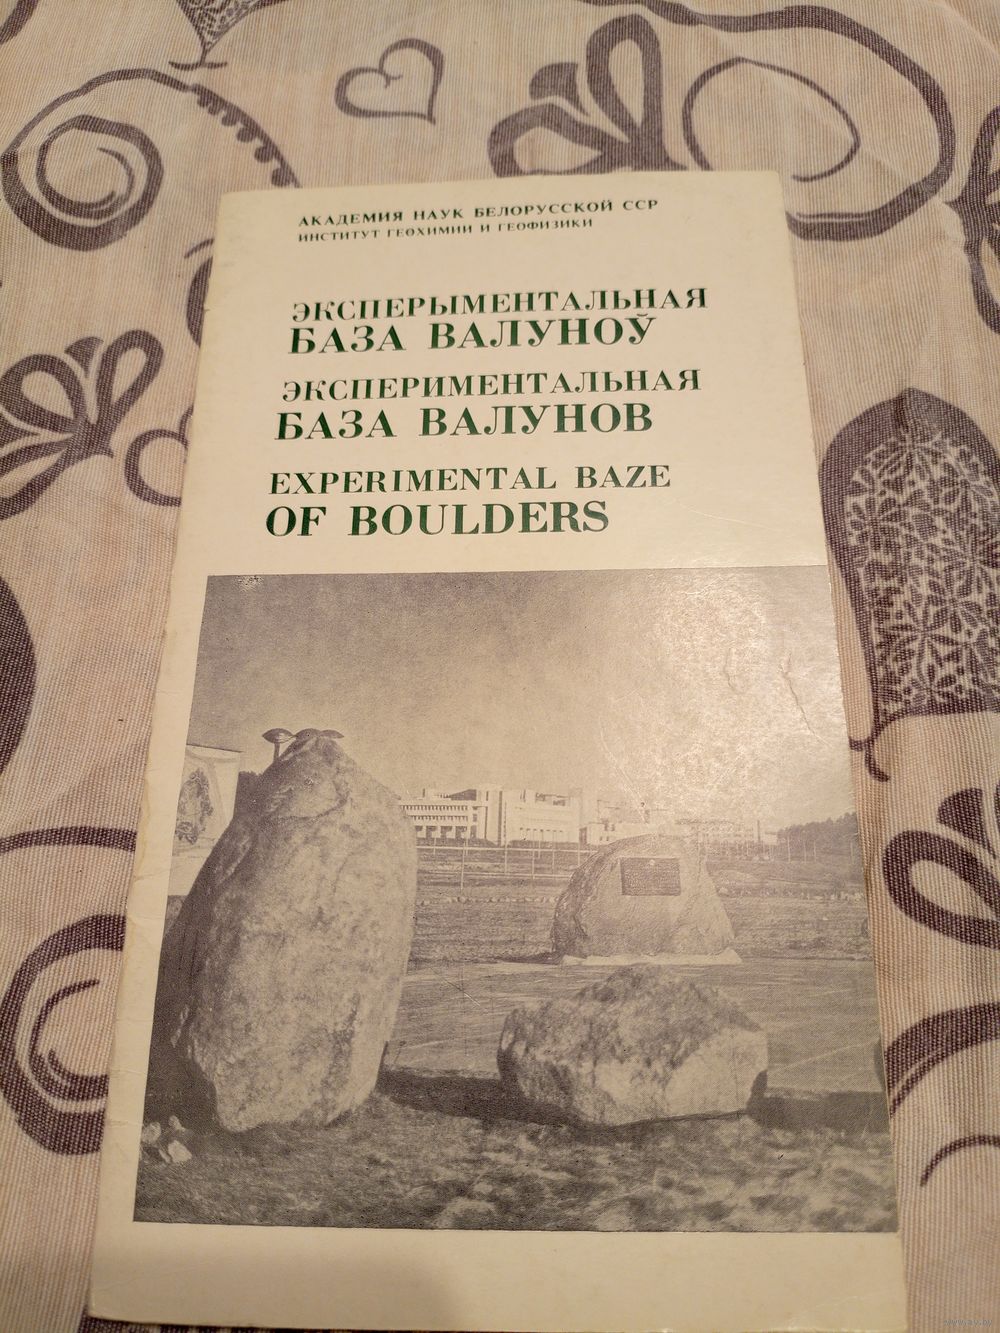 АКАДЕМИЯ НАУК БЕЛОРУССКОЙ ССР
ИНСТИТУТ ГЕОХИМИИ И ГЕОФИЗИКИ
ЭКСПЕРЫМЕНТАЛЬНАЯ
БАЗА ВАЛУНОЎ
ЭКСПЕРИМЕНТАЛЬНАЯ
БАЗА ВАЛУНОВ
EXPERIMENTAL BAZE
OF BOULDERS